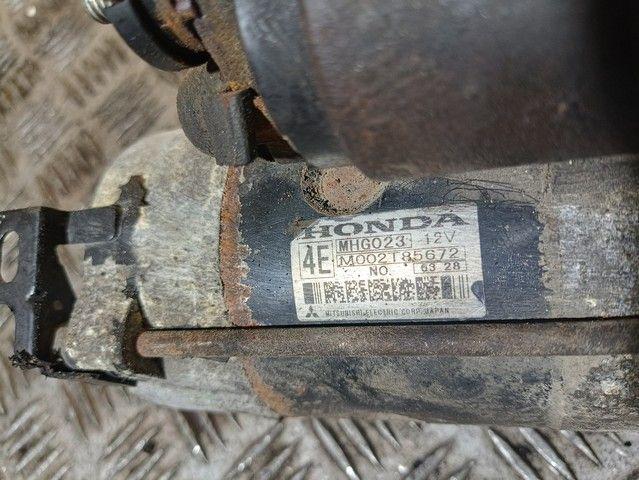 HONDA
4E MHG023 12V
M002T85672
NO. 63 28
MITSUBISHI ELECTRIC CORP. JAPAN